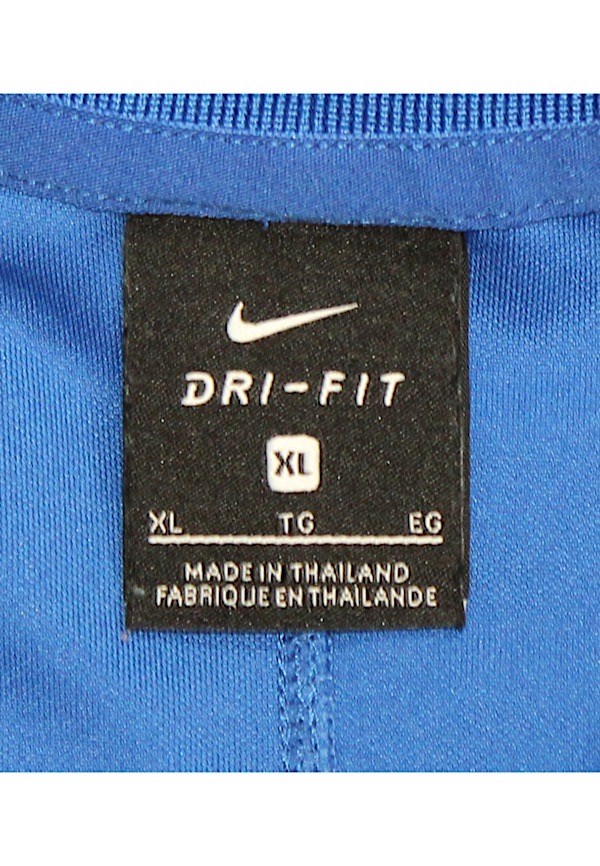 DRI-FIT
XL
XL TG EG
MADE IN THAILAND
FABRIQUE EN THAILANDE